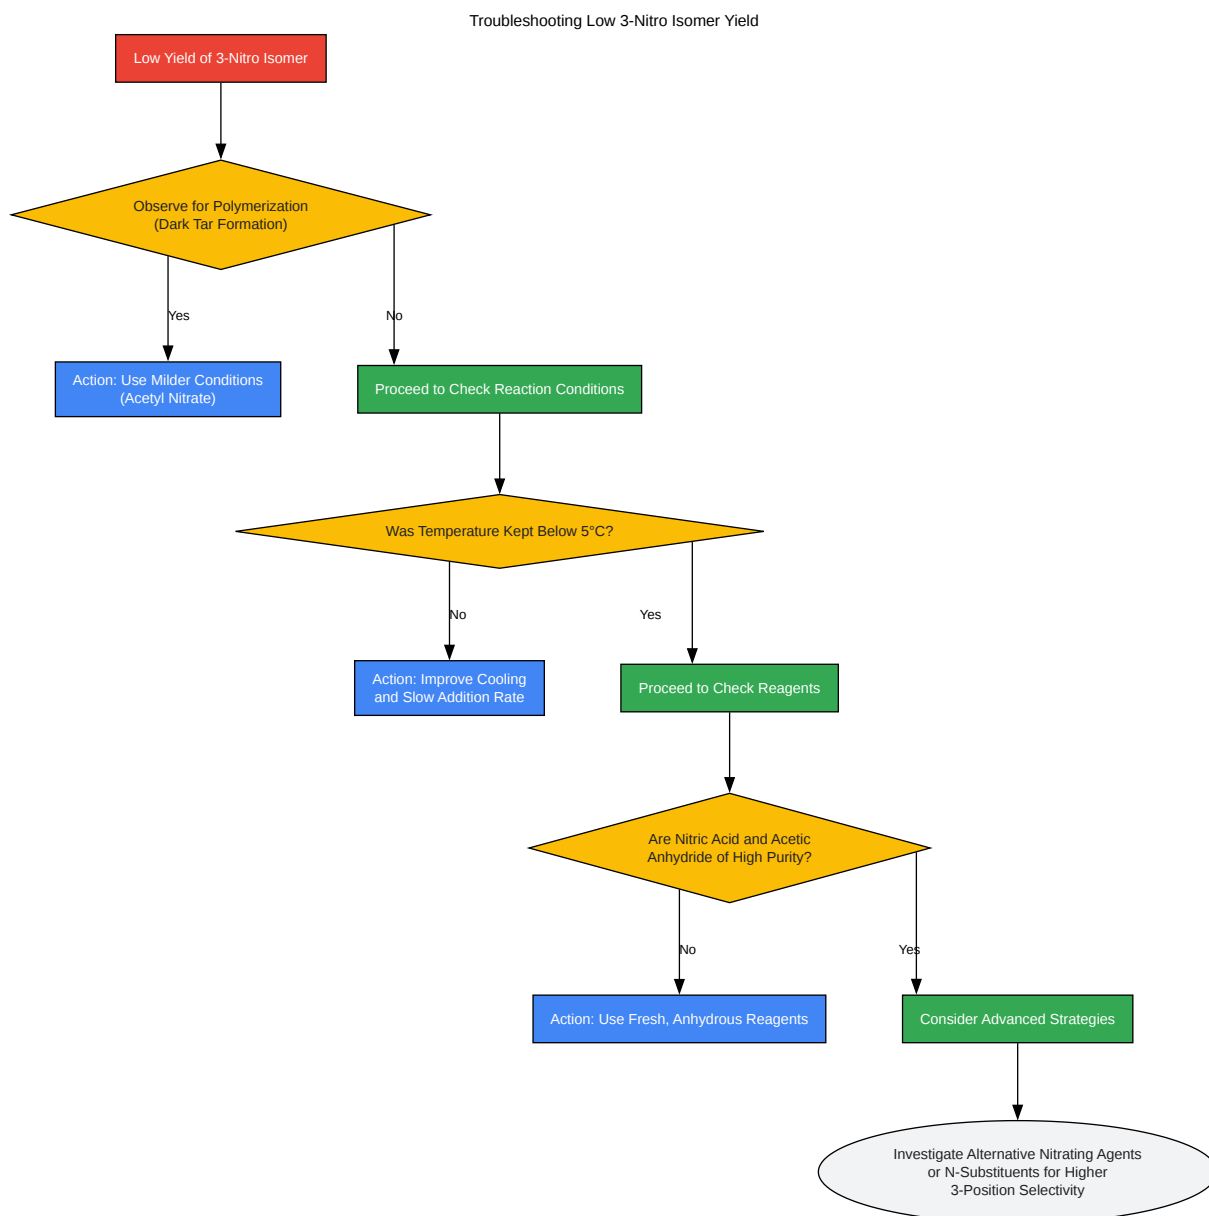 Troubleshooting Low 3-Nitro Isomer Yield
Low Yield of 3-Nitro Isomer
Observe for Polymerization
(Dark Tar Formation)
Yes
No
Action: Use Milder Conditions
(Acetyl Nitrate)
Proceed to Check Reaction Conditions
Was Temperature Kept Below 5°C?
No
Yes
Action: Improve Cooling
and Slow Addition Rate
Proceed to Check Reagents
Are Nitric Acid and Acetic
Anhydride of High Purity?
No
Yes
Action: Use Fresh, Anhydrous Reagents
Consider Advanced Strategies
Investigate Alternative Nitrating Agents
or N-Substituents for Higher
3-Position Selectivity